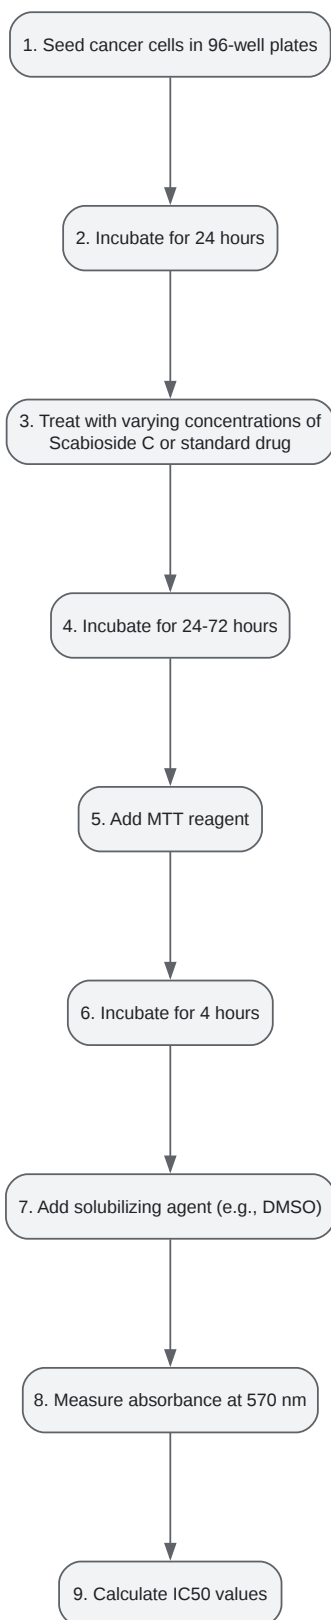 1. Seed cancer cells in 96-well plates
2. Incubate for 24 hours
3. Treat with varying concentrations of
Scabioside C or standard drug
4. Incubate for 24-72 hours
5. Add MTT reagent
6. Incubate for 4 hours
7. Add solubilizing agent (e.g., DMSO)
8. Measure absorbance at 570 nm
9. Calculate IC50 values